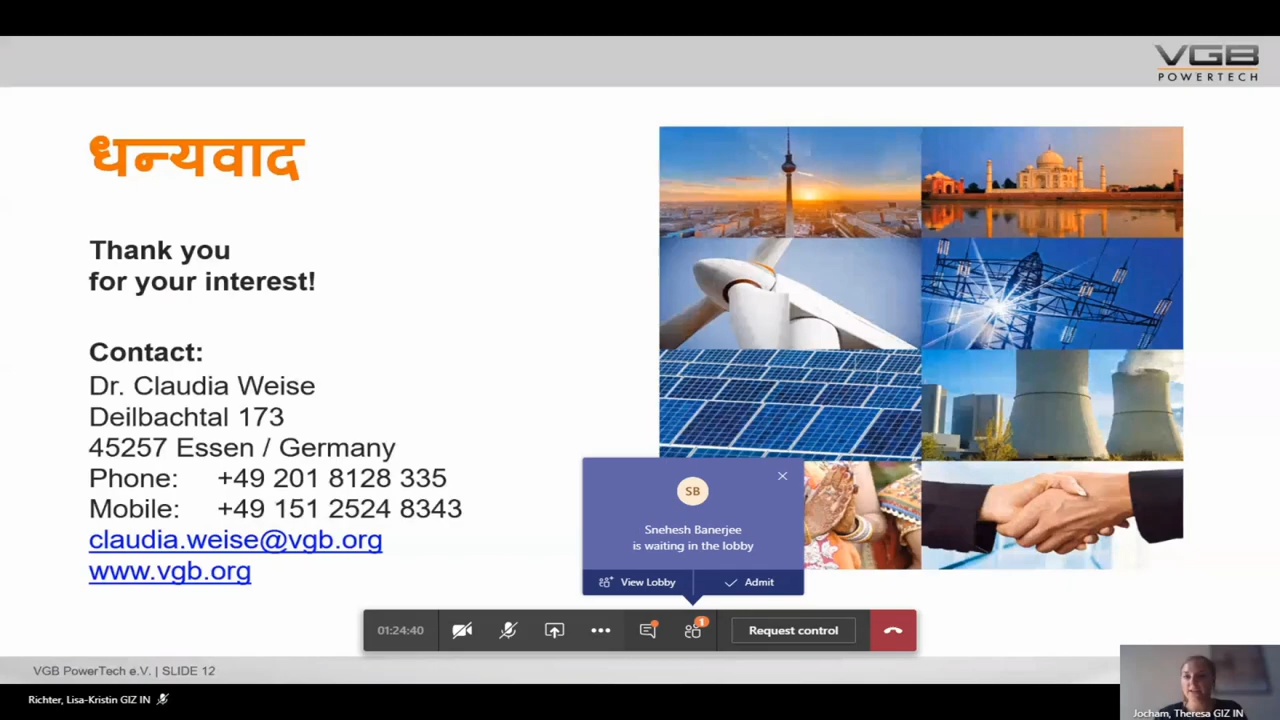 VGB
POWERTECH
धन्यवाद
Thank you
for your interest!
Contact:
Dr. Claudia Weise
Deilbachtal 173
45257 Essen / Germany
Phone: +49 201 8128 335
Mobile: +49 151 2524 8343
claudia.weise@vgb.org
www.vgb.org
SB
Snehesh Banerjee
is waiting in the lobby
View Lobby Admit
01:24:40 1 Request control
VGB PowerTech e.V. | SLIDE 12
Richter, Lisa-Kristin GIZ IN
Jocham, Theresa GIZ IN